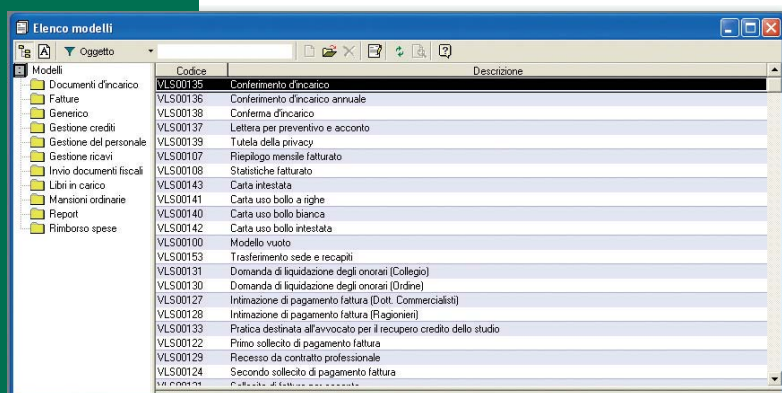 Elenco modelli
A Oggetto
Modelli
Documenti d'incarico
Fatture
Generico
Gestione crediti
Gestione del personale
Gestione ricavi
Invio documenti fiscali
Libri in carico
Mansioni ordinarie
Report
Rimborso spese
Codice Descrizione
VLS00135 Conferimento d'incarico
VLS00136 Conferimento d'incarico annuale
VLS00138 Conferma d'incarico
VLS00137 Lettera per preventivo e acconto
VLS00139 Tutela della privacy
VLS00107 Riepilogo mensile fatturato
VLS00108 Statistiche fatturato
VLS00143 Carta intestata
VLS00141 Carta uso bollo a righe
VLS00140 Carta uso bollo bianca
VLS00142 Carta uso bollo intestata
VLS00100 Modello vuoto
VLS00153 Trasferimento sede e recapiti
VLS00131 Domanda di liquidazione degli onorari (Collegio)
VLS00130 Domanda di liquidazione degli onorari (Ordine)
VLS00127 Intimazione di pagamento fattura (Dott. Commercialisti)
VLS00128 Intimazione di pagamento fattura (Ragionieri)
VLS00133 Pratica destinata all'avvocato per il recupero credito dello studio
VLS00122 Primo sollecito di pagamento fattura
VLS00129 Recesso da contratto professionale
VLS00124 Secondo sollecito di pagamento fattura